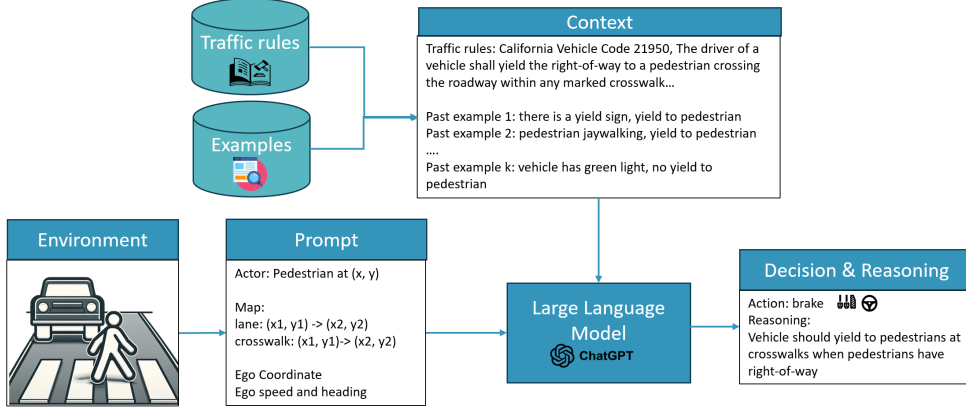 Traffic rules
Examples
Context
Traffic rules: California Vehicle Code 21950, The driver of a
vehicle shall yield the right-of-way to a pedestrian crossing
the roadway within any marked crosswalk…
Past example 1: there is a yield sign, yield to pedestrian
Past example 2: pedestrian jaywalking, yield to pedestrian
….
Past example k: vehicle has green light, no yield to
pedestrian
Environment
Prompt
Actor: Pedestrian at (x, y)
Map:
lane: (x1, y1) -> (x2, y2)
crosswalk: (x1, y1)-> (x2, y2)
Ego Coordinate
Ego speed and heading
Large Language
Model
ChatGPT
Decision & Reasoning
Action: brake
Reasoning:
Vehicle should yield to pedestrians at
crosswalks when pedestrians have
right-of-way